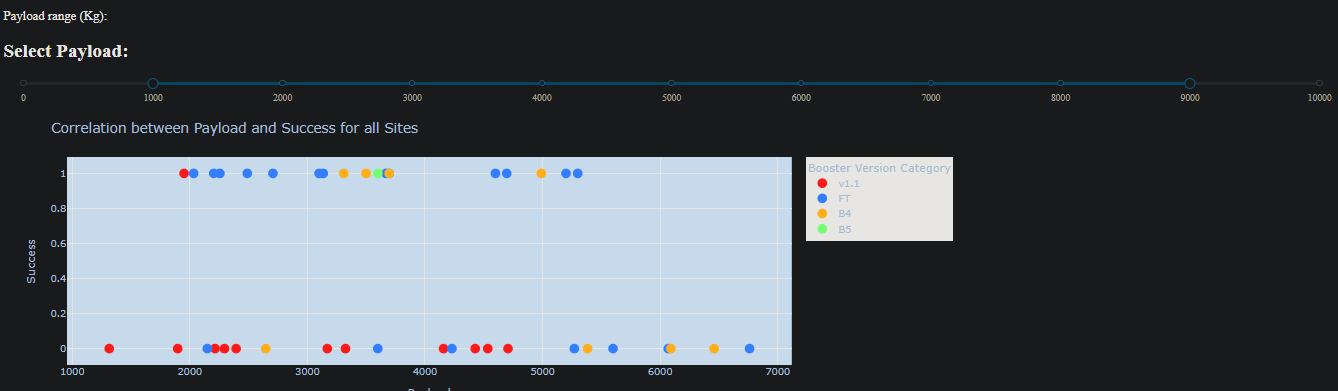 Payload range (Kg):
Select Payload:
0 1000 2000 3000 4000 5000 6000 7000 8000 9000 10000
Correlation between Payload and Success for all Sites
Booster Version Category
v1.1
FT
B4
B5
Success
1
0.8
0.6
0.4
0.2
0
1000 2000 3000 4000 5000 6000 7000